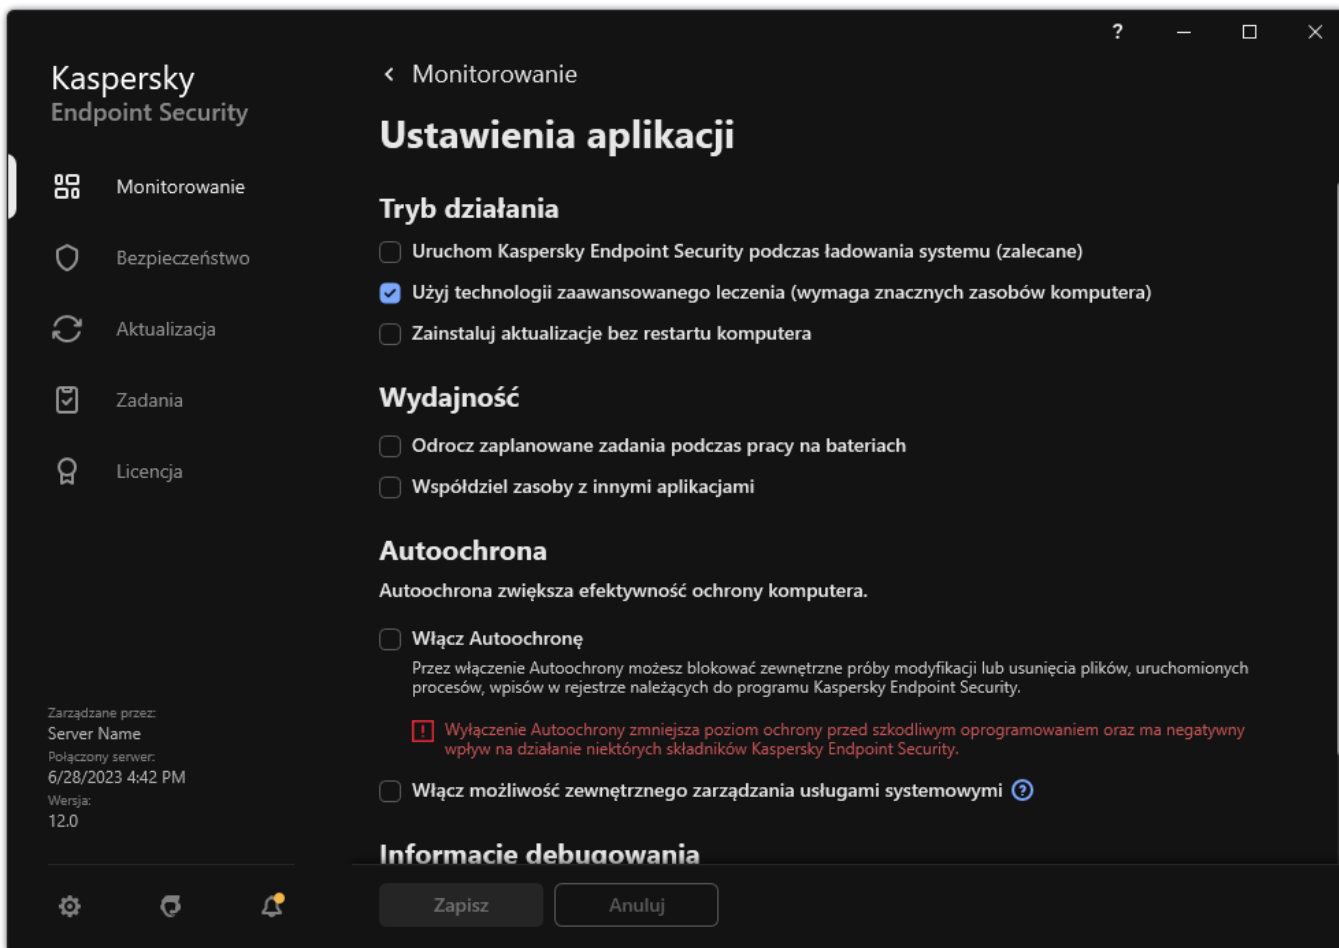 ?
Kaspersky
Endpoint Security
Monitorowanie
Bezpieczeństwo
Aktualizacja
Zadania
Licencja
Zarządzane przez:
Server Name
Połączony serwer:
6/28/2023 4:42 PM
Wersja:
12.0
Monitorowanie
Ustawienia aplikacji
Tryb działania
Uruchom Kaspersky Endpoint Security podczas ładowania systemu (zalecane)
Użyj technologii zaawansowanego leczenia (wymaga znacznych zasobów komputera)
Zainstaluj aktualizacje bez restartu komputera
Wydajność
Odrocz zaplanowane zadania podczas pracy na bateriach
Współdziel zasoby z innymi aplikacjami
Autoochrona
Autoochrona zwiększa efektywność ochrony komputera.
Włącz Autoochronę
Przez włączenie Autoochrony możesz blokować zewnętrzne próby modyfikacji lub usunięcia plików, uruchomionych
procesów, wpisów w rejestrze należących do programu Kaspersky Endpoint Security.
Wyłączenie Autoochrony zmniejsza poziom ochrony przed szkodliwym oprogramowaniem oraz ma negatywny
wpływ na działanie niektórych składników Kaspersky Endpoint Security.
Włącz możliwość zewnętrznego zarządzania usługami systemowymi ?
Informacje debugowania
Zapisz
Anuluj